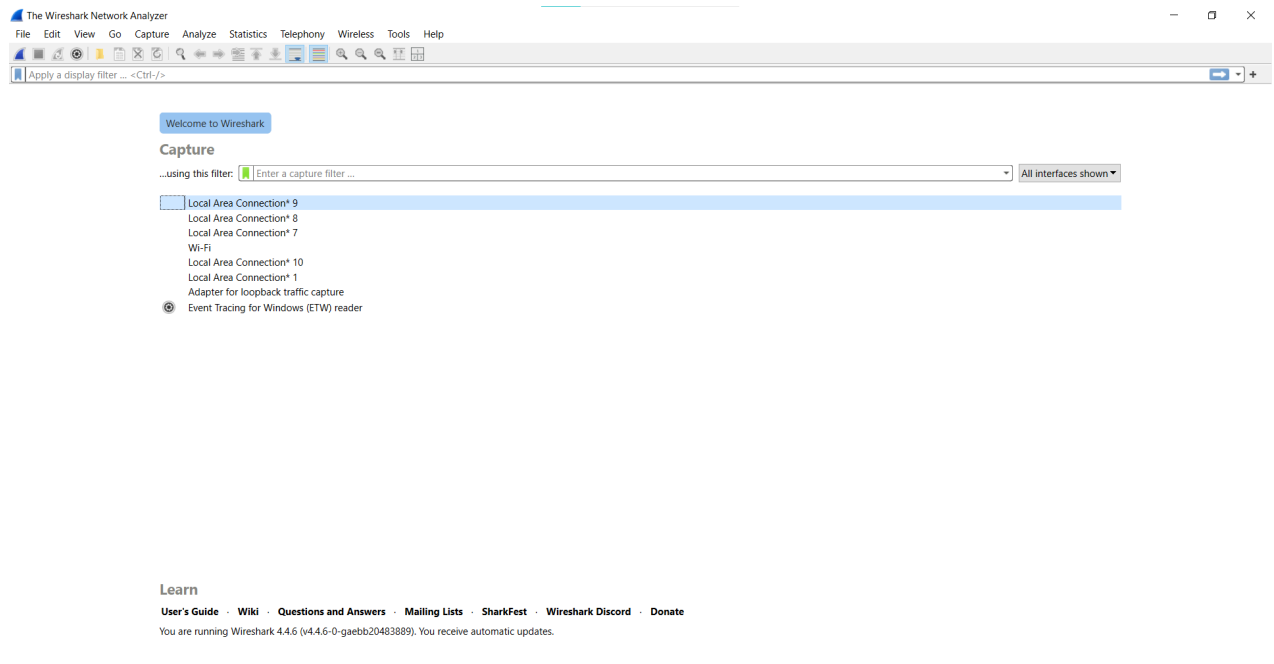 The Wireshark Network Analyzer
File Edit View Go Capture Analyze Statistics Telephony Wireless Tools Help
Apply a display filter ... <Ctrl-/>
Welcome to Wireshark
Capture
...using this filter: Enter a capture filter ... All interfaces shown
Local Area Connection* 9
Local Area Connection* 8
Local Area Connection* 7
Wi-Fi
Local Area Connection* 10
Local Area Connection* 1
Adapter for loopback traffic capture
Event Tracing for Windows (ETW) reader
Learn
User's Guide · Wiki · Questions and Answers · Mailing Lists · SharkFest · Wireshark Discord · Donate
You are running Wireshark 4.4.6 (v4.4.6-0-gaebb20483889). You receive automatic updates.